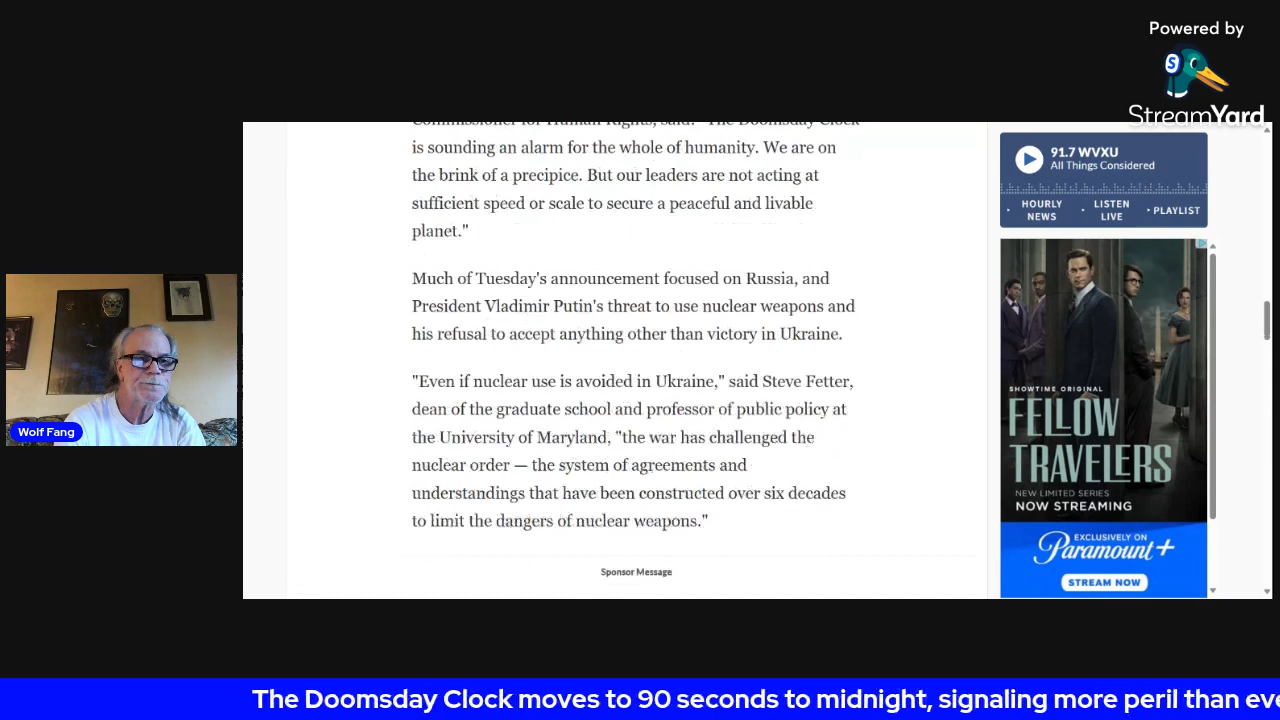 Powered by
S
StreamYard
Commissioner for Human Rights, said: "The Doomsday Clock
is sounding an alarm for the whole of humanity. We are on
the brink of a precipice. But our leaders are not acting at
sufficient speed or scale to secure a peaceful and livable
planet."
Much of Tuesday's announcement focused on Russia, and
President Vladimir Putin's threat to use nuclear weapons and
his refusal to accept anything other than victory in Ukraine.
"Even if nuclear use is avoided in Ukraine," said Steve Fetter,
dean of the graduate school and professor of public policy at
the University of Maryland, "the war has challenged the
nuclear order — the system of agreements and
understandings that have been constructed over six decades
to limit the dangers of nuclear weapons."
Sponsor Message
91.7 WVXU
All Things Considered
HOURLY NEWS
LISTEN LIVE
PLAYLIST
SHOWTIME ORIGINAL
FELLOW
TRAVELERS
NEW LIMITED SERIES
NOW STREAMING
EXCLUSIVELY ON
Paramount+
STREAM NOW
Wolf Fang
The Doomsday Clock moves to 90 seconds to midnight, signaling more peril than eve